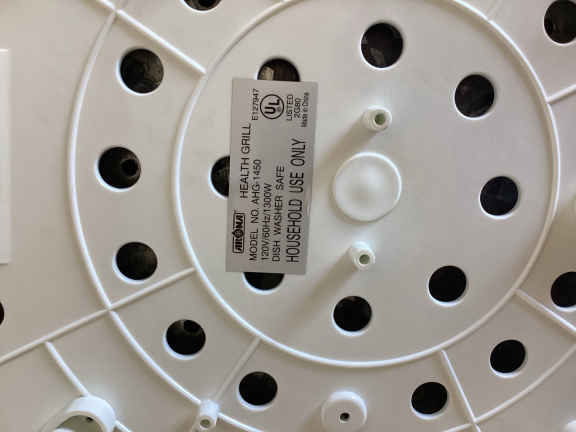 AROMA
HEALTH GRILL
MODEL NO. AHG-1450
120V/60Hz/1300W
DISH WASHER SAFE
HOUSEHOLD USE ONLY
E127947
UL
LISTED
2G80
Made in China